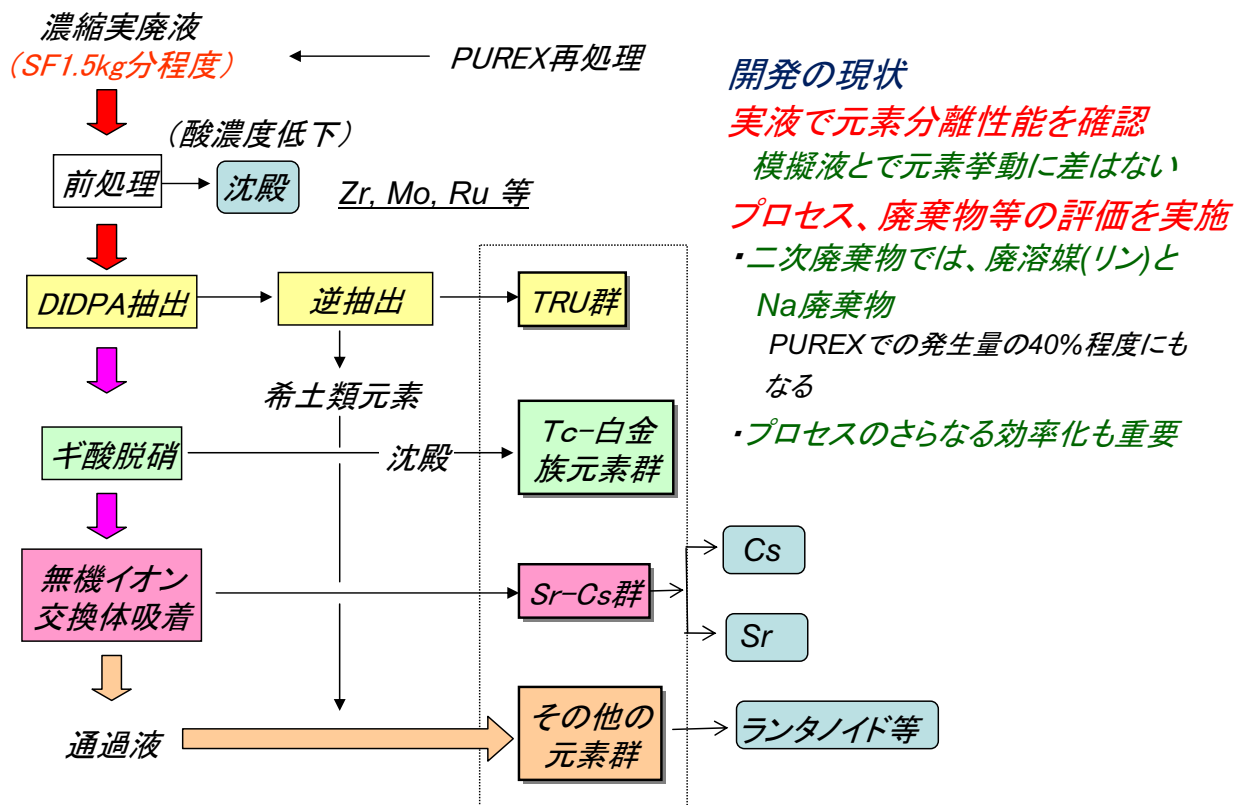 濃縮実廃液
（SF1.5kg分程度）
PUREX再処理
（酸濃度低下）
前処理
沈殿
Zr, Mo, Ru 等
DIDPA抽出
逆抽出
TRU群
希土類元素
ギ酸脱硝
沈殿
Tc-白金
族元素群
無機イオン
交換体吸着
Sr-Cs群
Cs
Sr
通過液
その他の
元素群
ランタノイド等
開発の現状
実液で元素分離性能を確認
模擬液とで元素挙動に差はない
プロセス、廃棄物等の評価を実施
・二次廃棄物では、廃溶媒(リン)と
Na廃棄物
PUREXでの発生量の40%程度にも
なる
・プロセスのさらなる効率化も重要